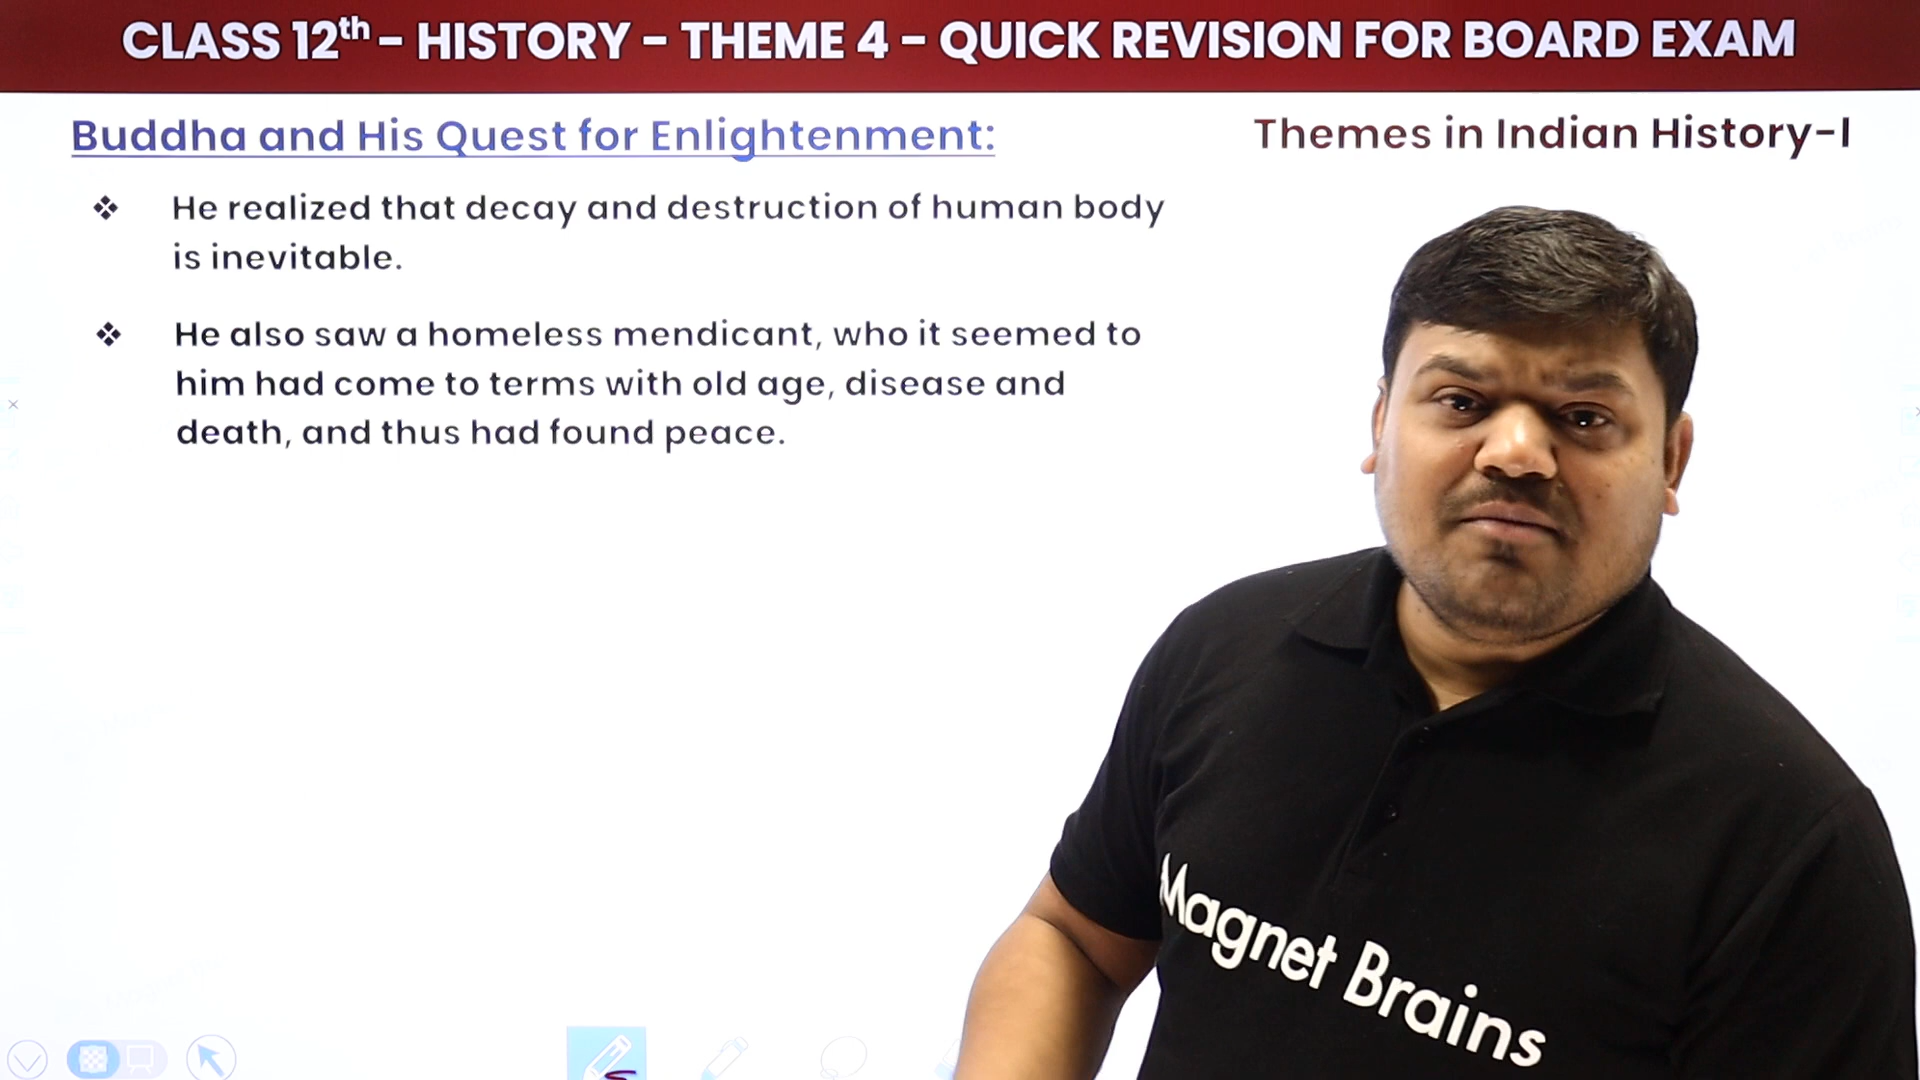 CLASS 12th - HISTORY - THEME 4 - QUICK REVISION FOR BOARD EXAM
Buddha and His Quest for Enlightenment:
Themes in Indian History-I
❖ He realized that decay and destruction of human body
is inevitable.
❖ He also saw a homeless mendicant, who it seemed to
him had come to terms with old age, disease and
death, and thus had found peace.
Magnet Brains